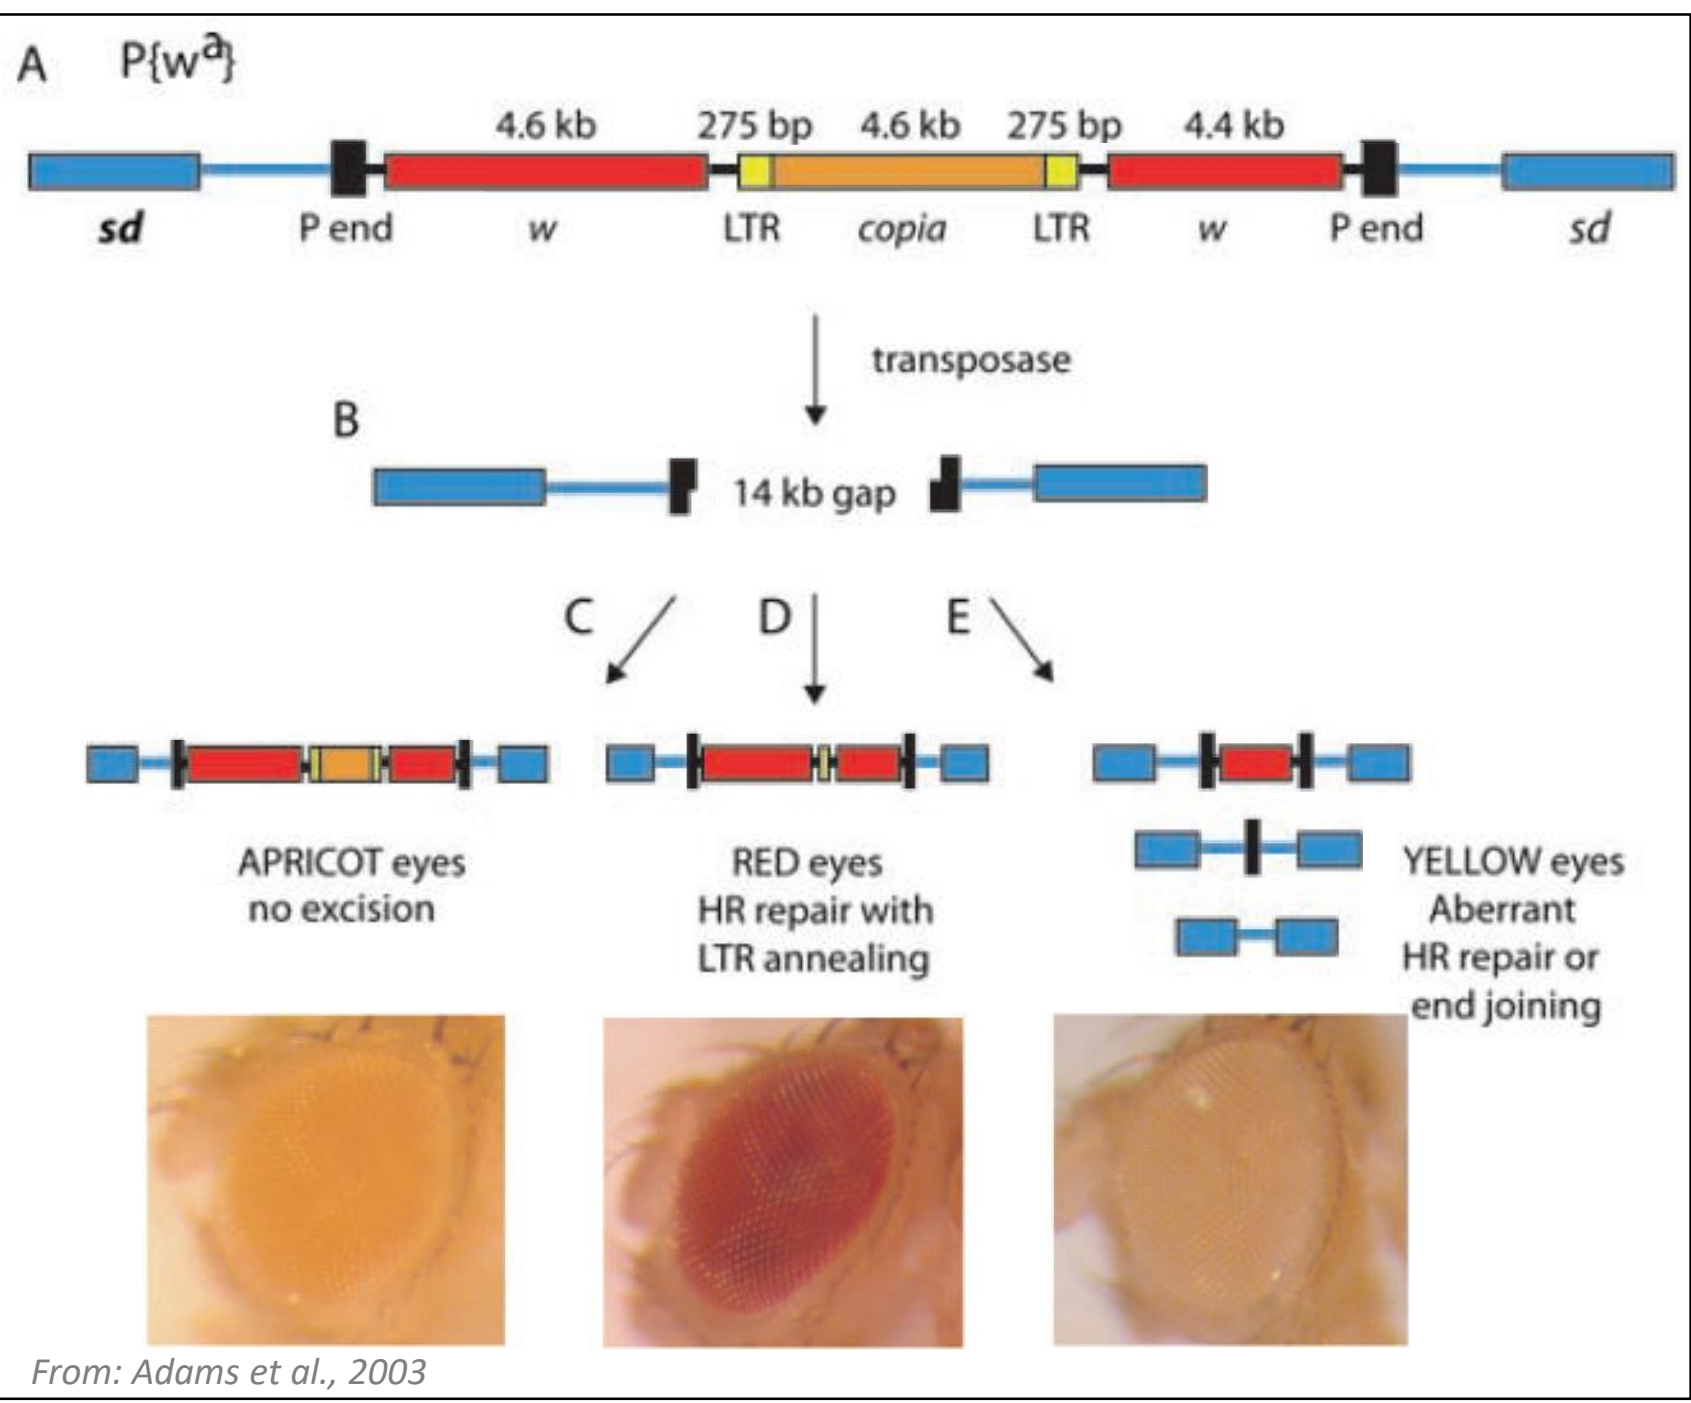 A P{wᵃ}
4.6 kb 275 bp 4.6 kb 275 bp 4.4 kb
sd P end w LTR copia LTR w P end sd
transposase
B
14 kb gap
C D E
APRICOT eyes
no excision
RED eyes
HR repair with
LTR annealing
YELLOW eyes
Aberrant
HR repair or
end joining
From: Adams et al., 2003